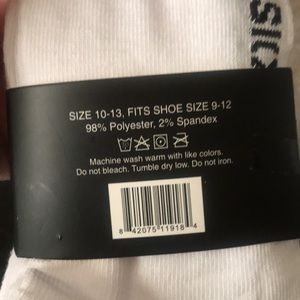 SIZE 10-13, FITS SHOE SIZE 9-12
98% Polyester, 2% Spandex
Machine wash warm with like colors.
Do not bleach. Tumble dry low. Do not iron.
8 42075 11918 4